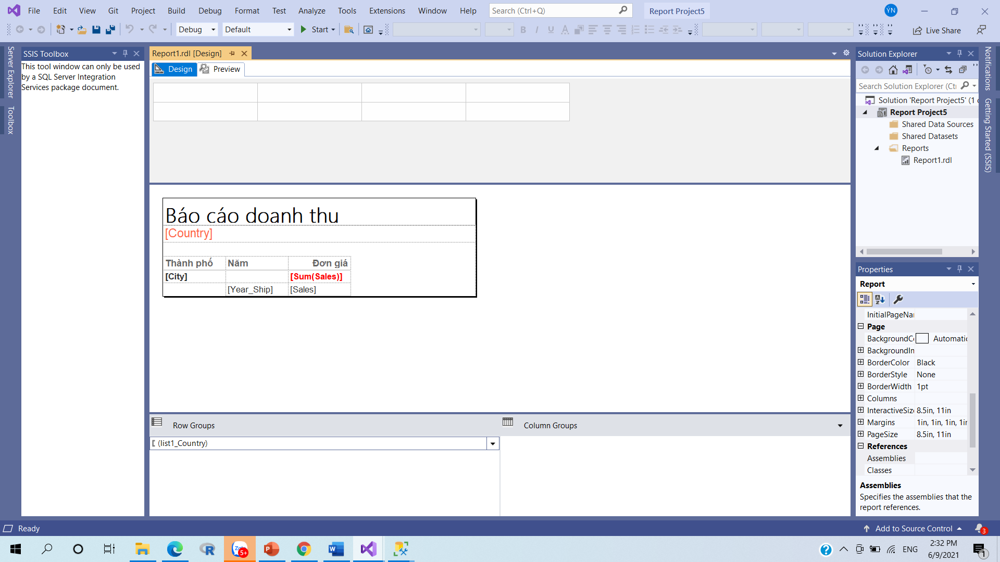 File Edit View Git Project Build Debug Format Test Analyze Tools Extensions Window Help Search (Ctrl+Q) Report Project5 YN
Debug Default Start Live Share
Server Explorer
Toolbox
SSIS Toolbox
This tool window can only be used
by a SQL Server Integration
Services package document.
Report1.rdl [Design]
Design Preview
Báo cáo doanh thu
[Country]
Thành phố Năm Đơn giá
[City] [Sum(Sales)]
[Year_Ship] [Sales]
Row Groups Column Groups
(list1_Country)
Solution Explorer
Search Solution Explorer (Ctr
Solution 'Report Project5' (1
Report Project5
Shared Data Sources
Shared Datasets
Reports
Report1.rdl
Properties
Report
InitialPageNa
Page
BackgroundC Automatic
BackgroundIm
BorderColor Black
BorderStyle None
BorderWidth 1pt
Columns
InteractiveSize 8.5in, 11in
Margins 1in, 1in, 1in, 1in
PageSize 8.5in, 11in
References
Assemblies
Classes
Assemblies
Specifies the assemblies that the
report references.
Notifications
Getting Started (SSIS)
Ready Add to Source Control 3
5+ ENG 2:32 PM
6/9/2021 1